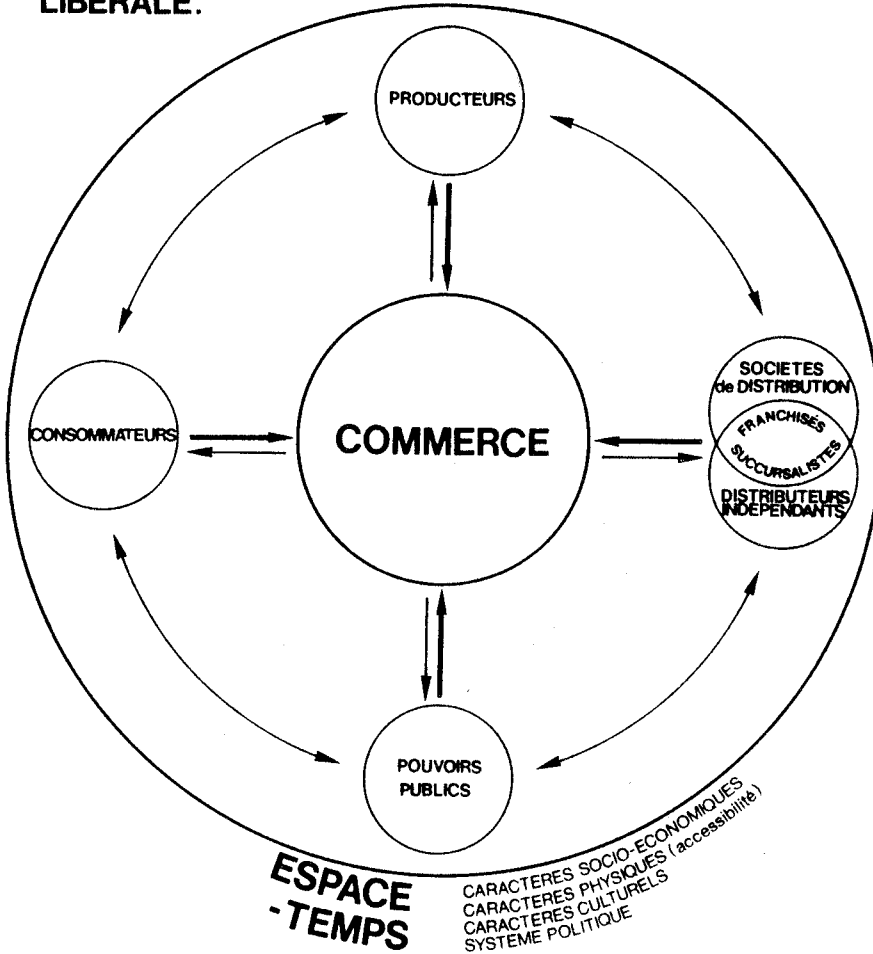 LIBERALE.
PRODUCTEURS
SOCIETES
de DISTRIBUTION
FRANCHISÉS
SUCCURSALISTES
DISTRIBUTEURS
INDEPENDANTS
CONSOMMATEURS
COMMERCE
POUVOIRS
PUBLICS
ESPACE
-TEMPS
CARACTERES SOCIO-ECONOMIQUES
CARACTERES PHYSIQUES (accessibilité)
CARACTERES CULTURELS
SYSTEME POLITIQUE